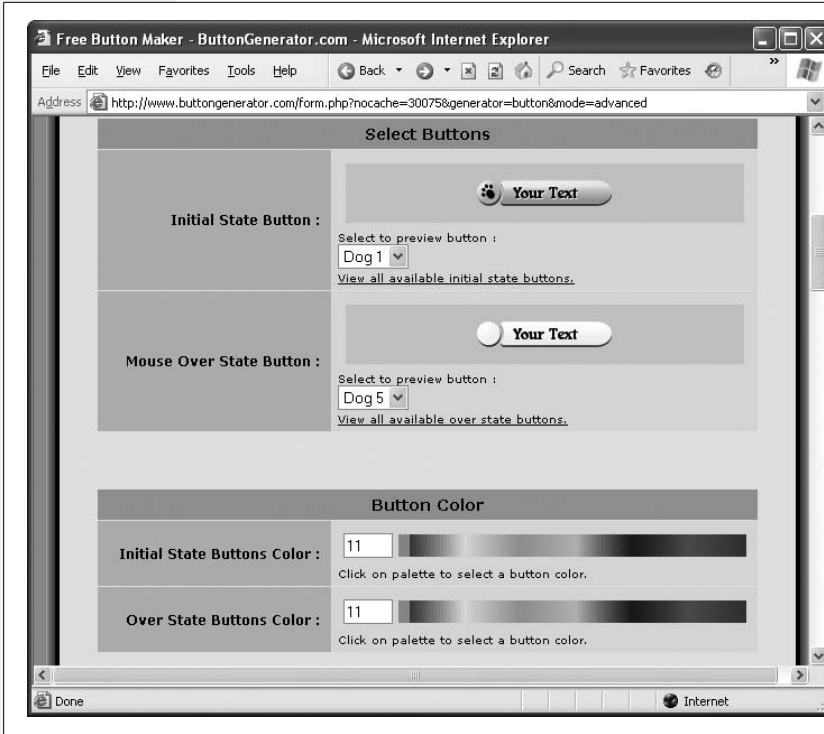 Free Button Maker - ButtonGenerator.com - Microsoft Internet Explorer
File Edit View Favorites Tools Help Back Search Favorites »
Address http://www.buttongenerator.com/form.php?nocache=30075&generator=button&mode=advanced
Select Buttons
Your Text
Initial State Button :
Select to preview button :
Dog 1
View all available initial state buttons.
Your Text
Mouse Over State Button :
Select to preview button :
Dog 5
View all available over state buttons.
Button Color
Initial State Buttons Color : 11
Click on palette to select a button color.
Over State Buttons Color : 11
Click on palette to select a button color.
Done Internet